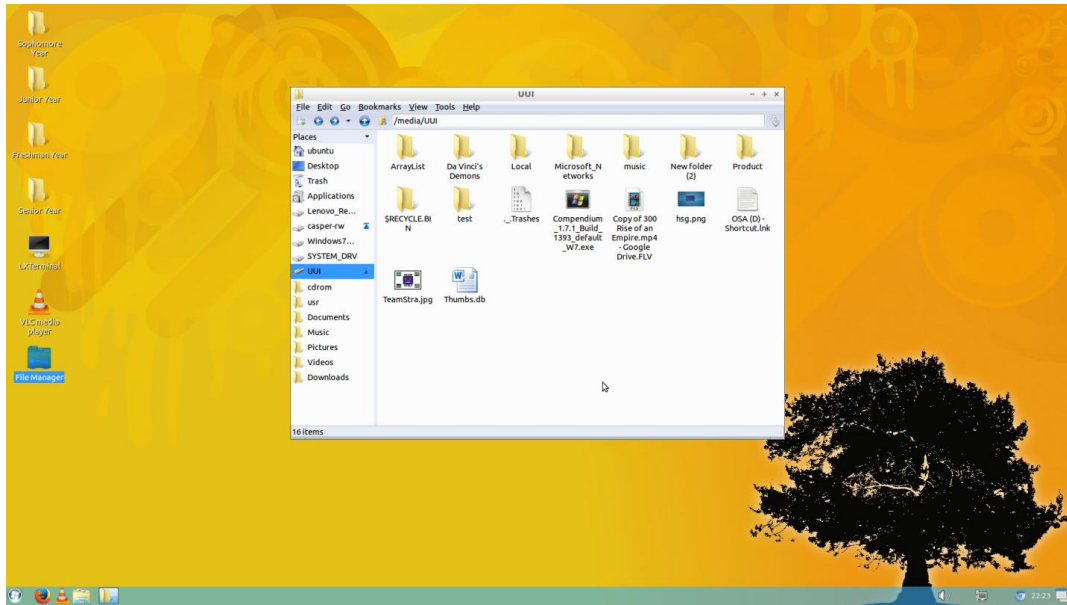 Sophomore
Year
Junior Year
Freshman Year
Senior Year
LXTerminal
VLC media
player
File Manager
UUI
File Edit Go Bookmarks View Tools Help
/media/UUI
Places
ubuntu
Desktop
Trash
Applications
Lenovo_Re...
casper-rw
Windows7...
SYSTEM_DRV
UUI
cdrom
usr
Documents
Music
Pictures
Videos
Downloads
ArrayList
Da Vinci's
Demons
Local
Microsoft_N
etworks
music
New folder
(2)
Product
$RECYCLE.BI
N
test
._.Trashes
Compendium
_1.7.1_Build_
1393_default
_W7.exe
Copy of 300
Rise of an
Empire.mp4
- Google
Drive.FLV
hsg.png
OSA (D) -
Shortcut.lnk
TeamStra.jpg
Thumbs.db
16 items
22:23